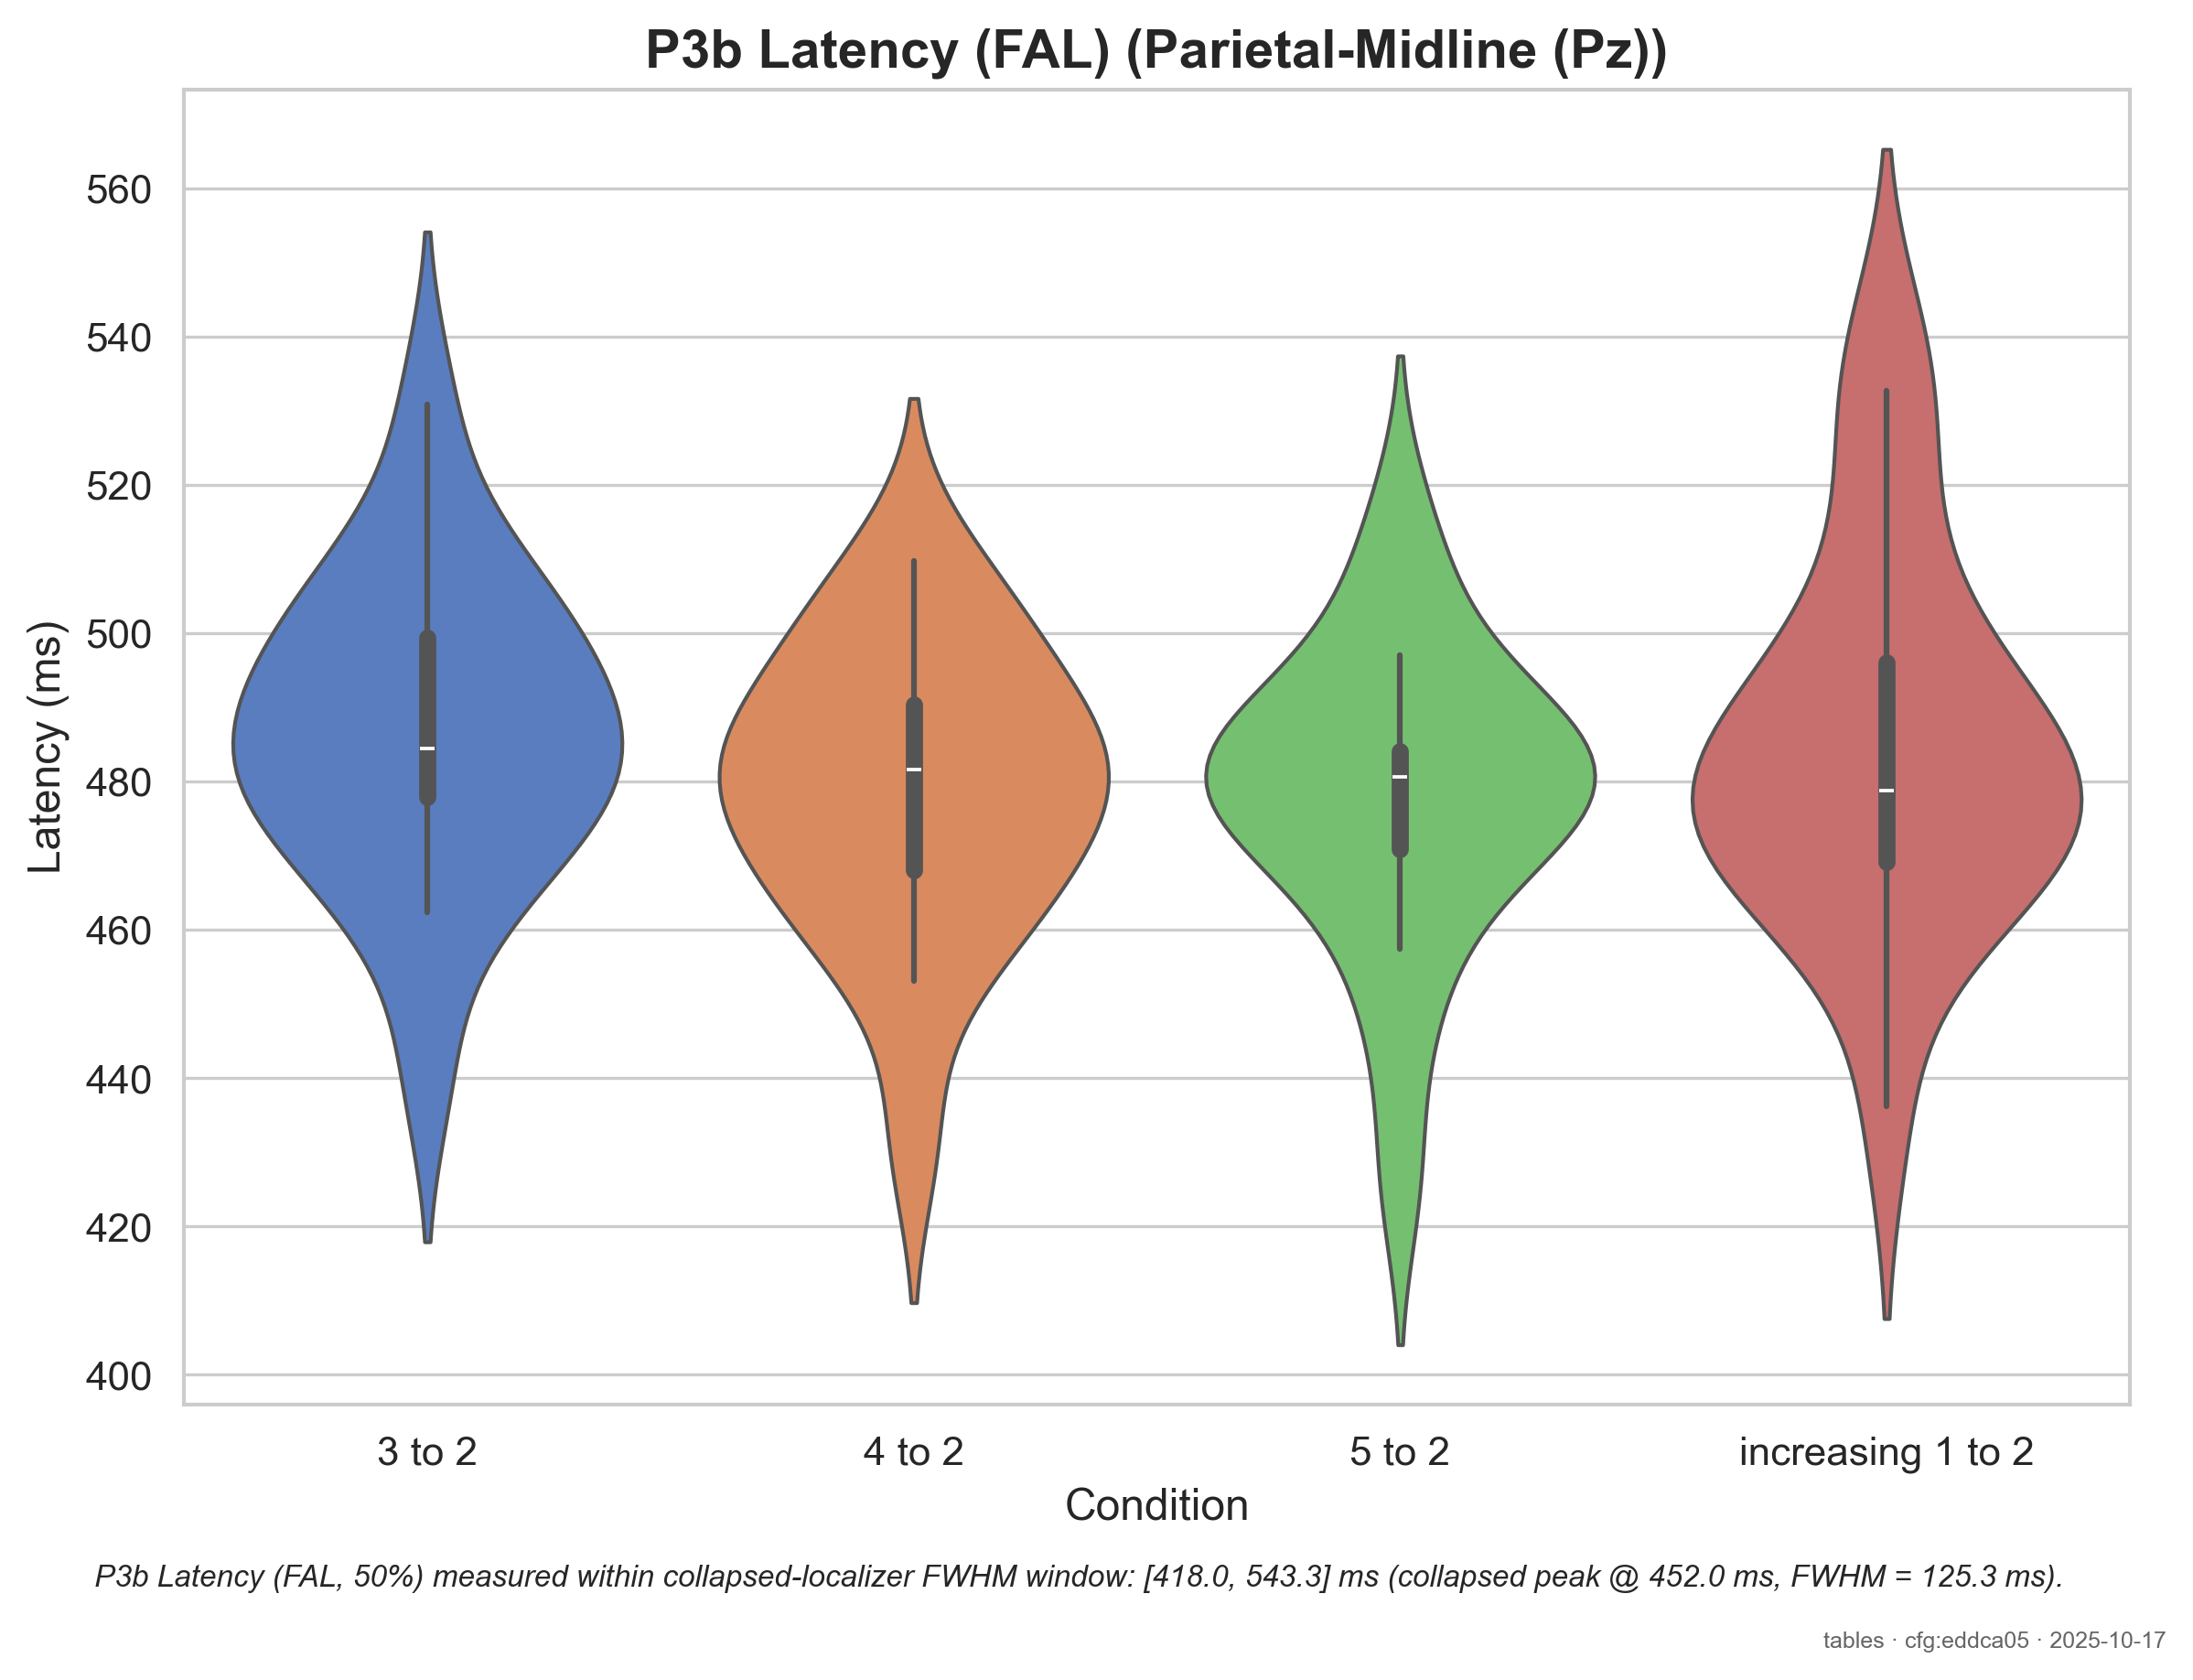 P3b Latency (FAL) (Parietal-Midline (Pz))
Latency (ms)
560
540
520
500
480
460
440
420
400
3 to 2
4 to 2
5 to 2
increasing 1 to 2
Condition
P3b Latency (FAL, 50%) measured within collapsed-localizer FWHM window: [418.0, 543.3] ms (collapsed peak @ 452.0 ms, FWHM = 125.3 ms).
tables · cfg:eddca05 · 2025-10-17